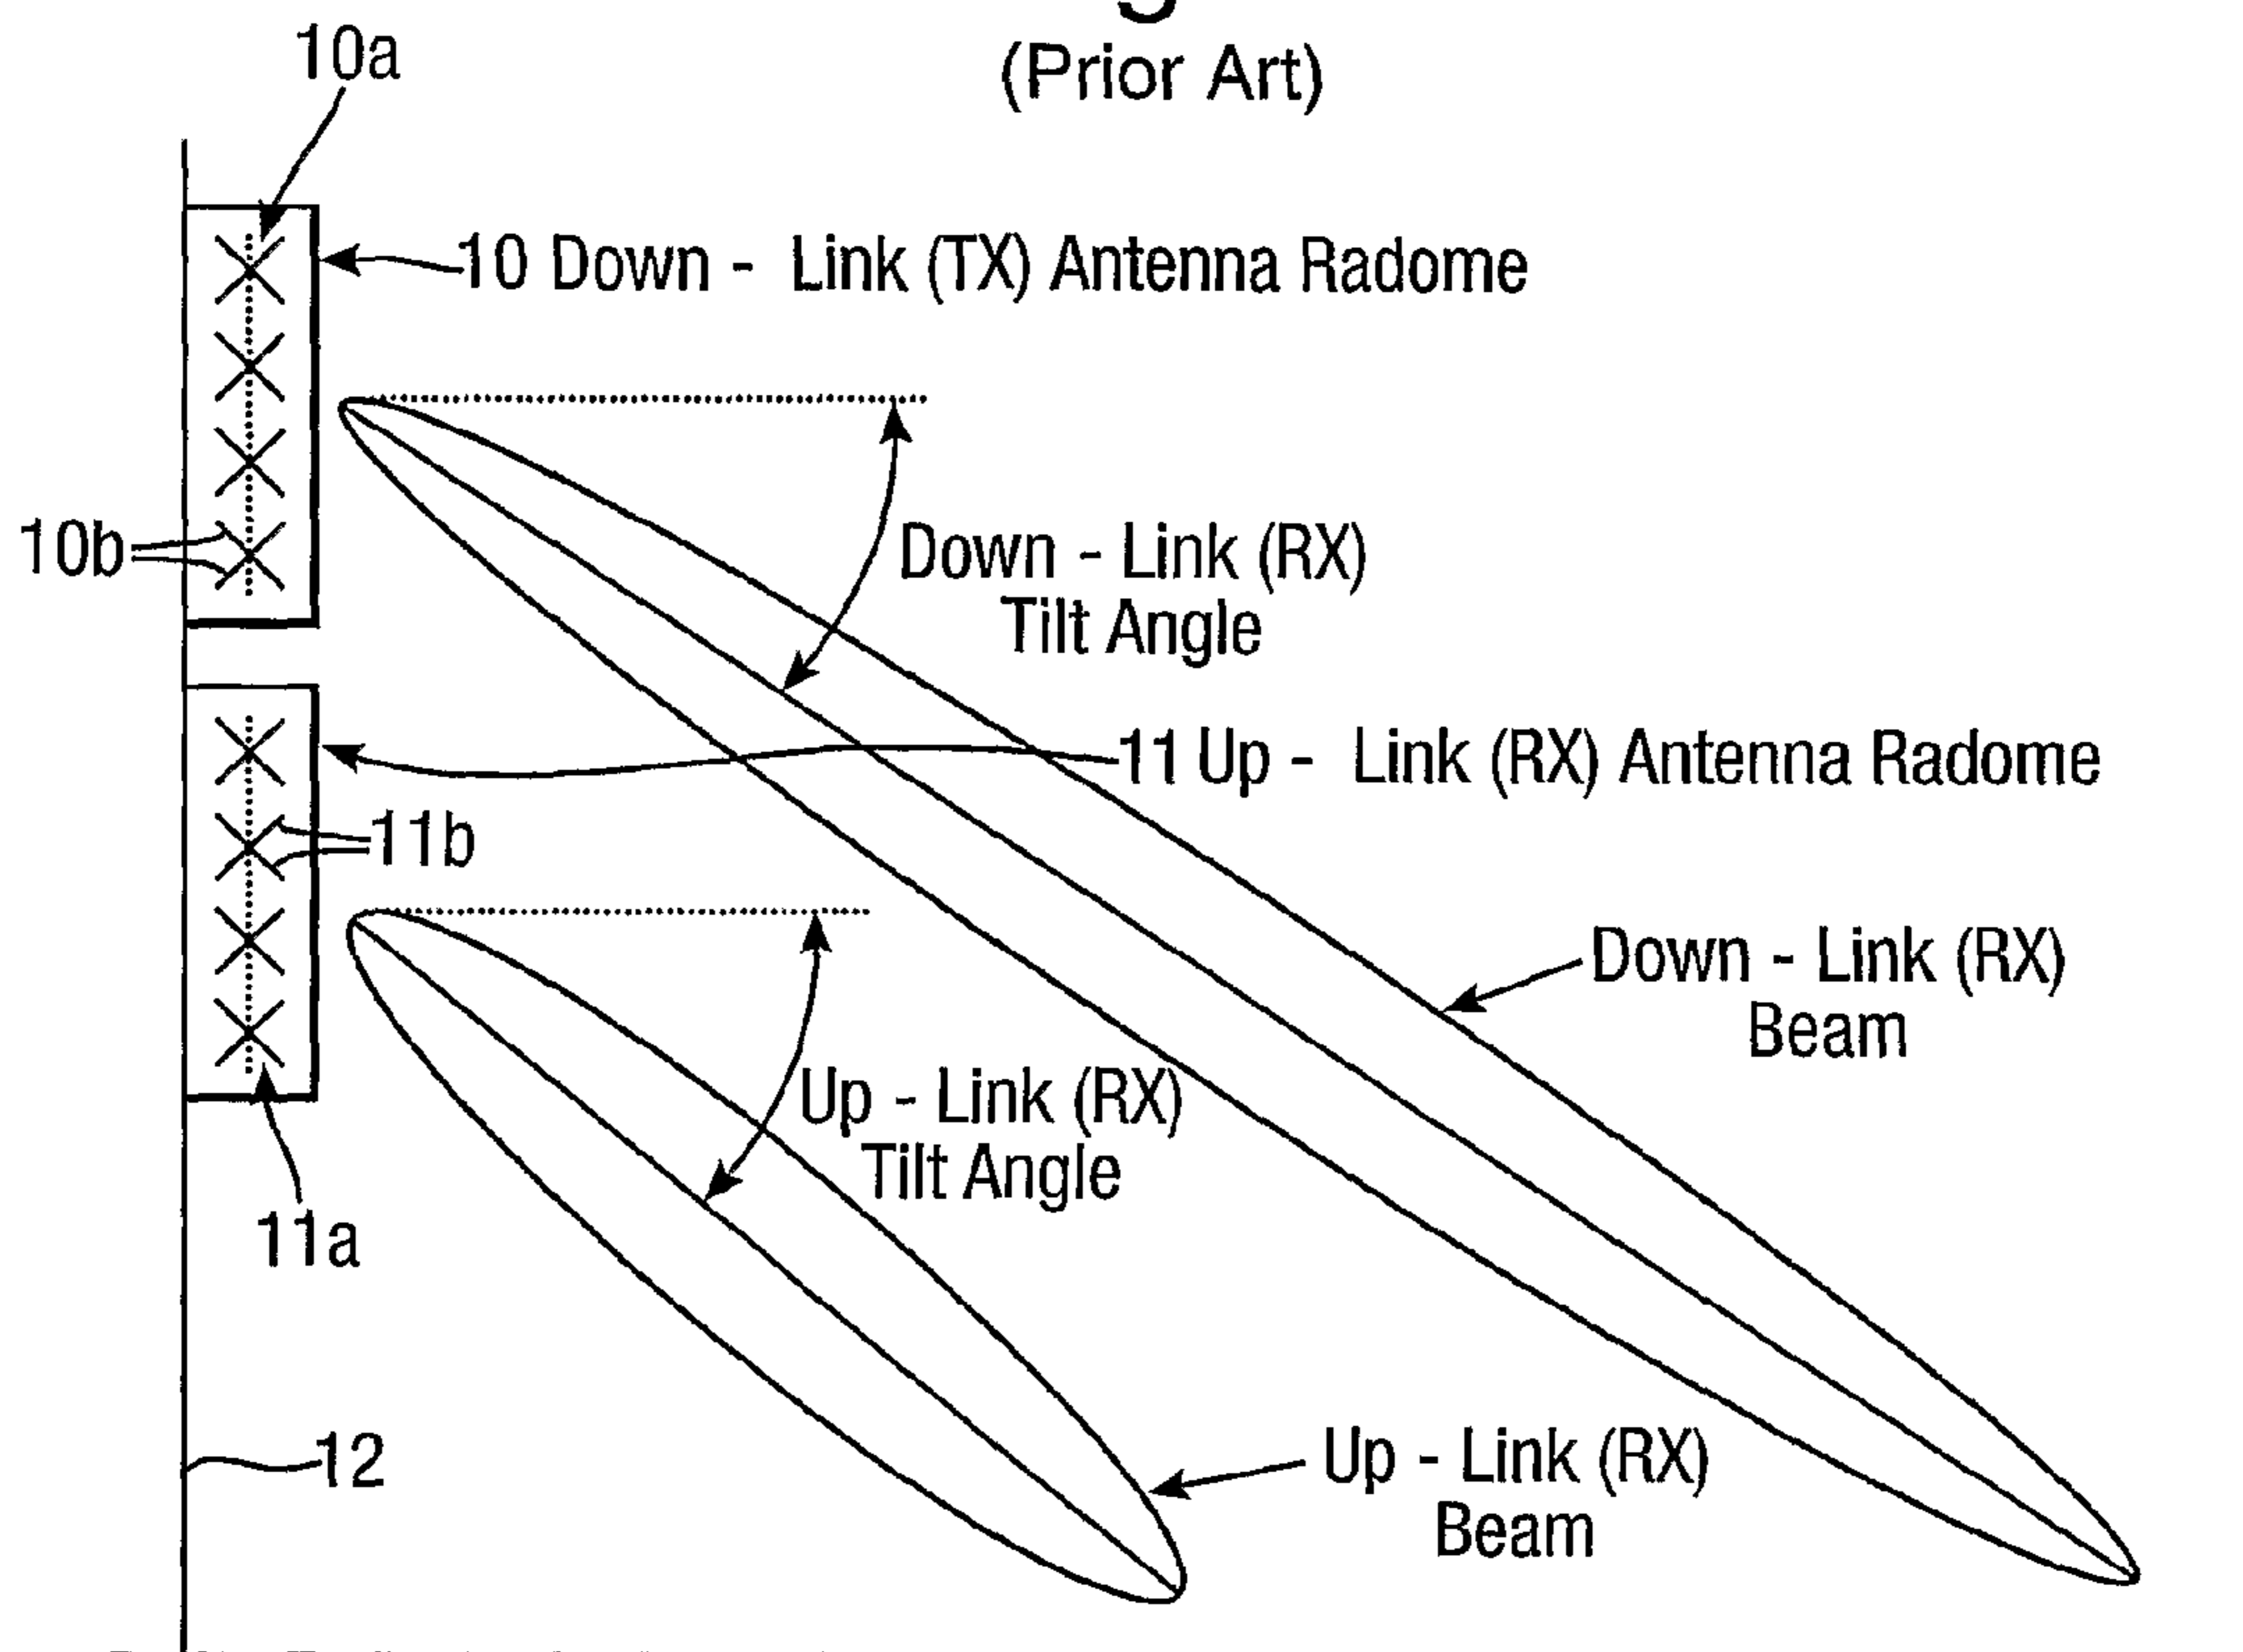 (Prior Art)
10a
10 Down - Link (TX) Antenna Radome
10b
Down - Link (RX)
Tilt Angle
11 Up - Link (RX) Antenna Radome
11b
Down - Link (RX)
Beam
Up - Link (RX)
Tilt Angle
11a
12
Up - Link (RX)
Beam